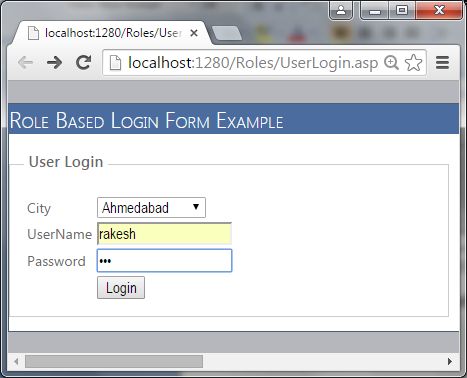 localhost:1280/Roles/User
localhost:1280/Roles/UserLogin.asp
Role Based Login Form Example
User Login
City Ahmedabad
UserName rakesh
Password •••
Login